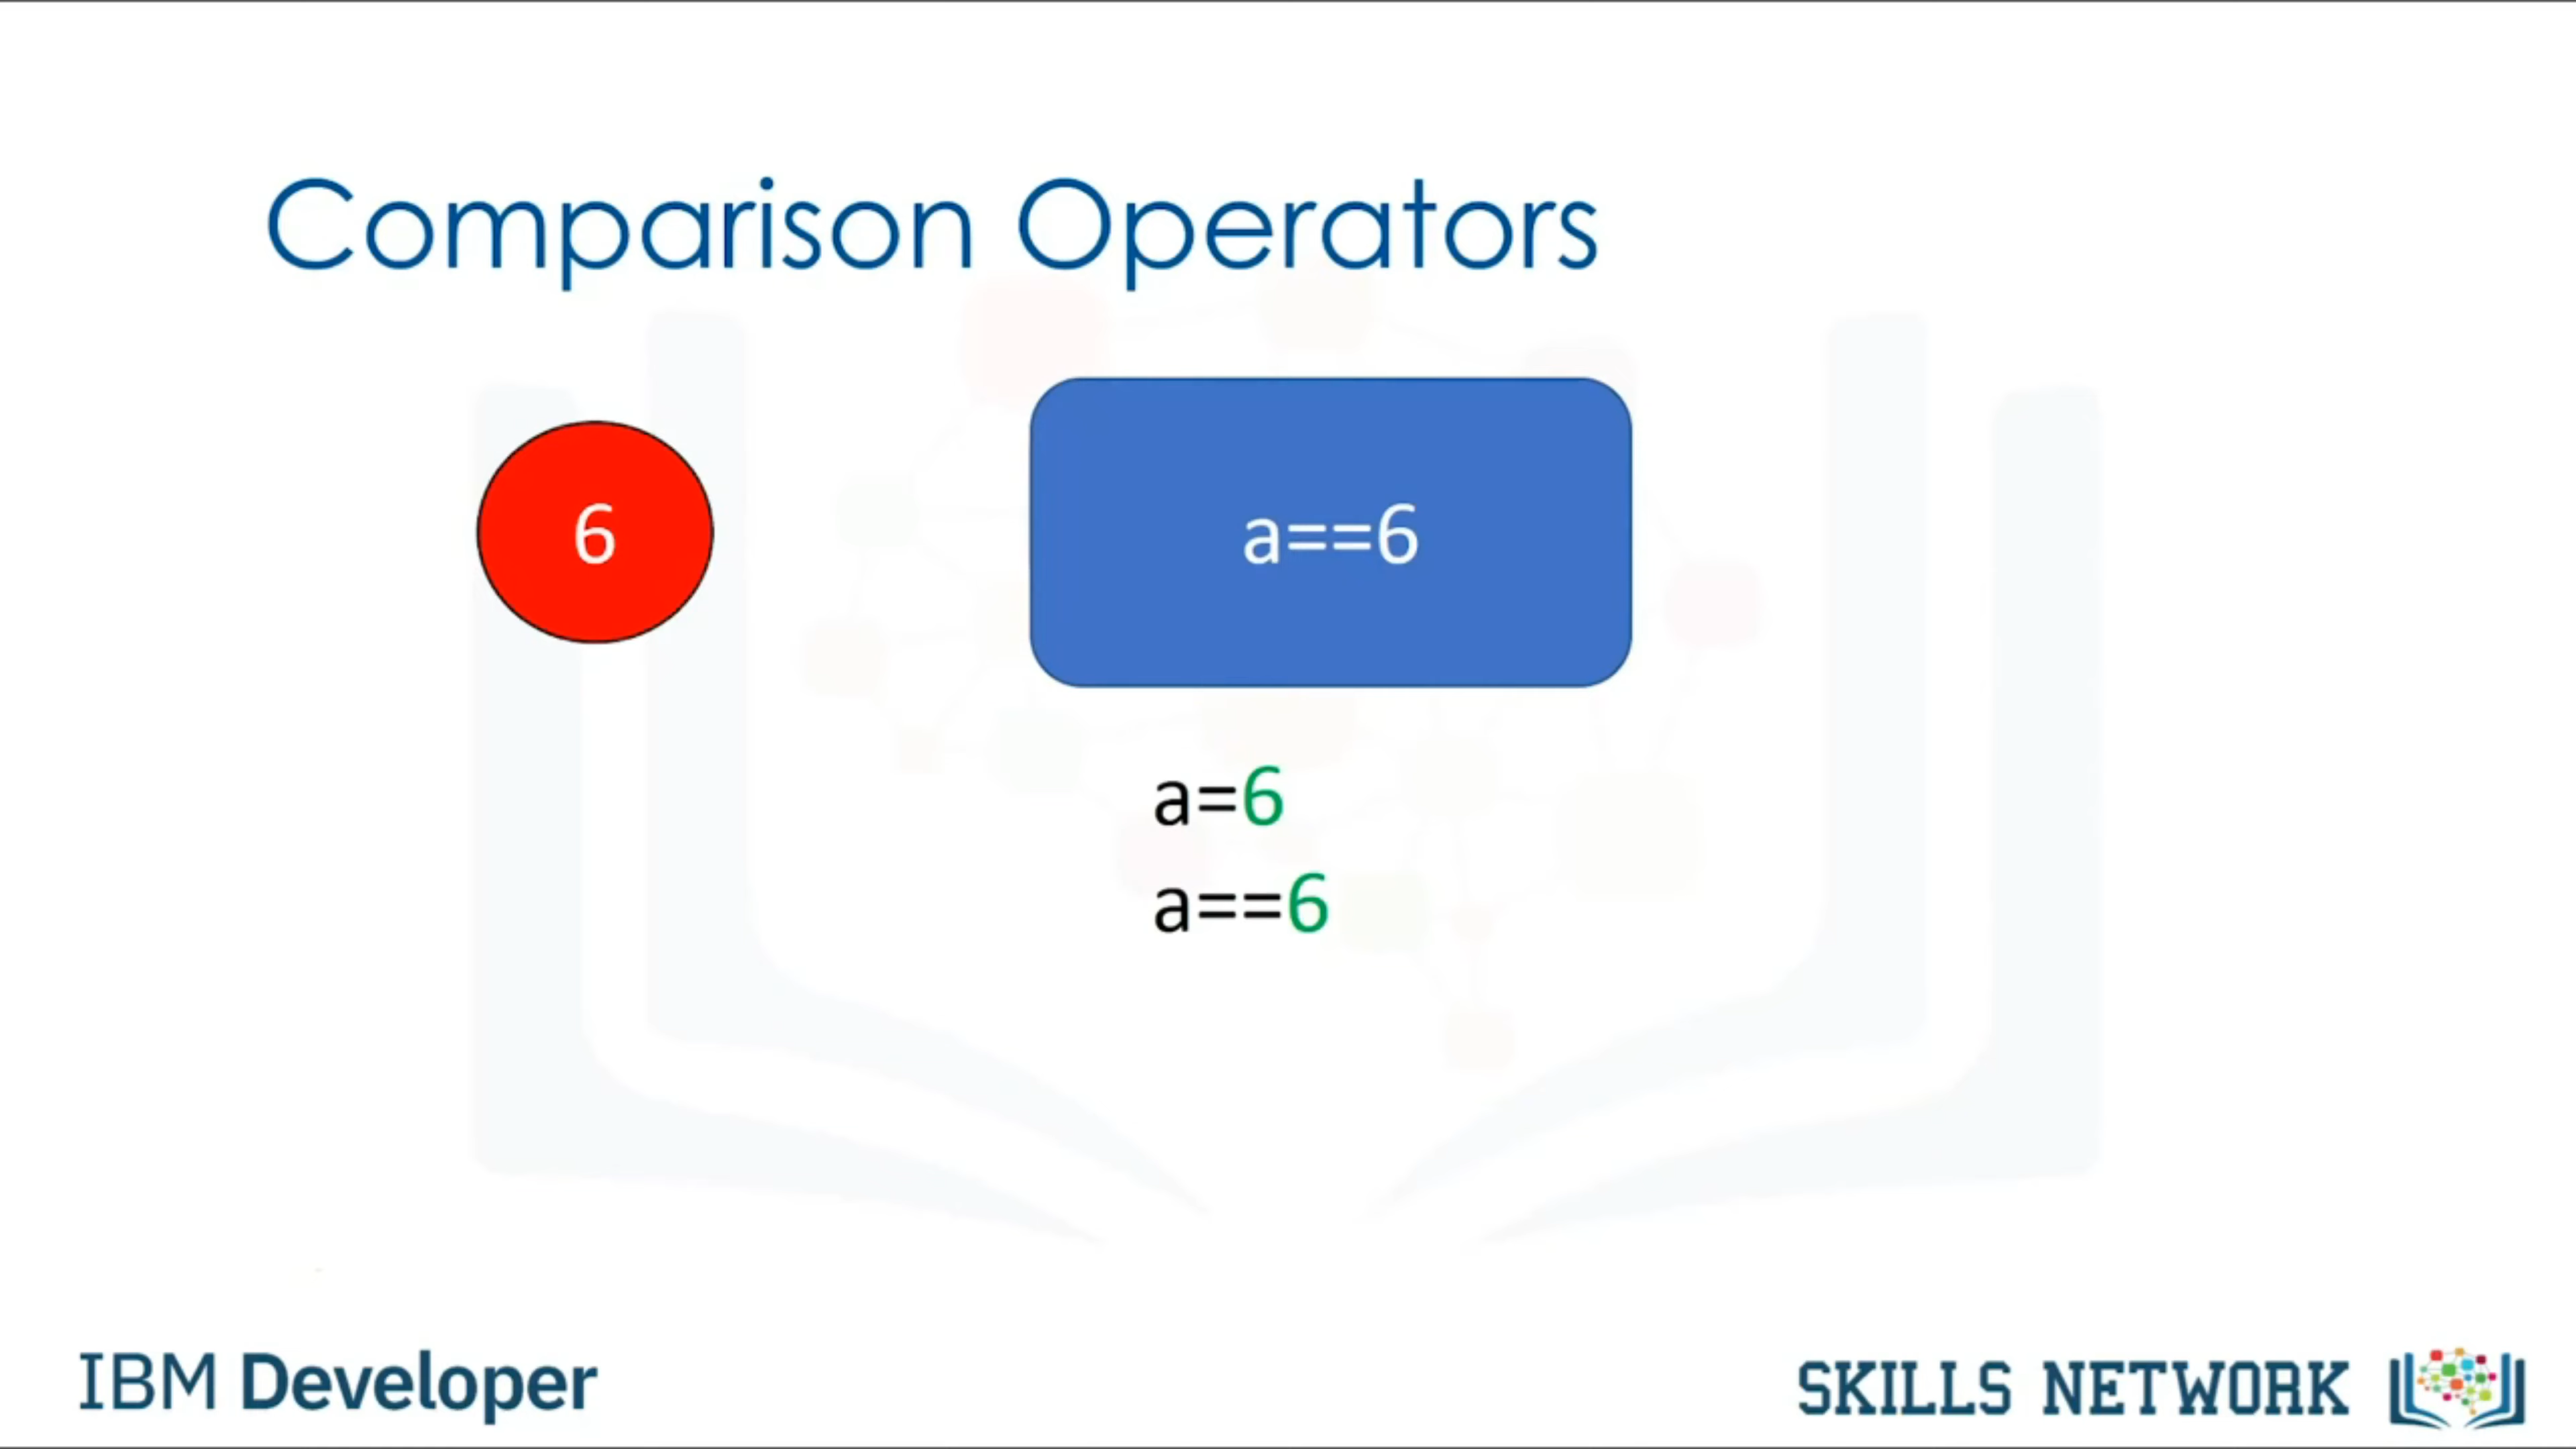 Comparison Operators
6
a==6
a=6
a==6
IBM Developer
SKILLS NETWORK